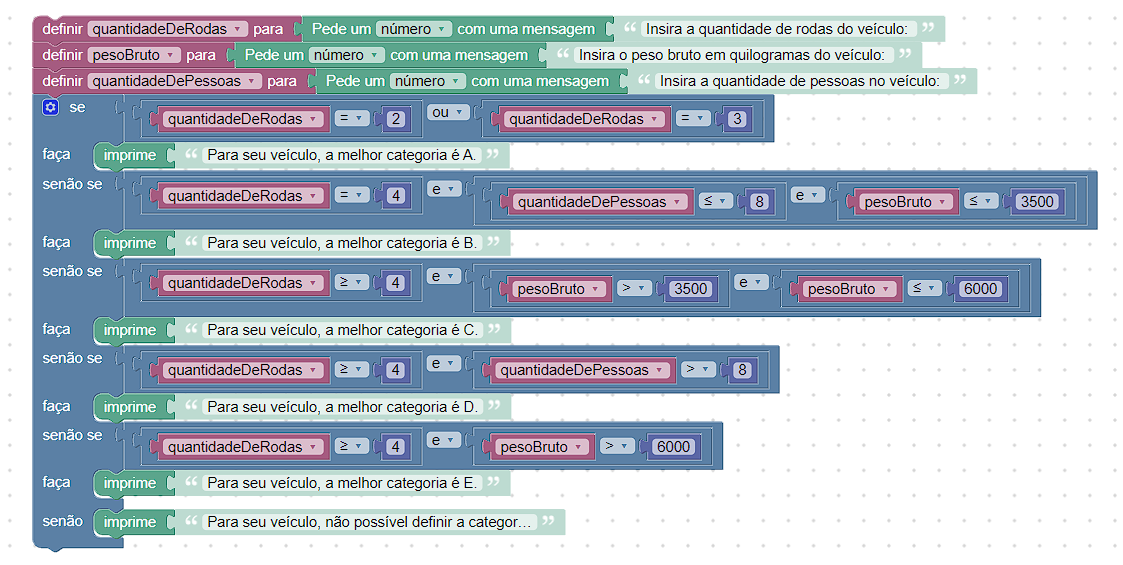 definir quantidadeDeRodas para Pede um número com uma mensagem “ Insira a quantidade de rodas do veículo: ”
definir pesoBruto para Pede um número com uma mensagem “ Insira o peso bruto em quilogramas do veículo: ”
definir quantidadeDePessoas para Pede um número com uma mensagem “ Insira a quantidade de pessoas no veículo: ”
se quantidadeDeRodas = 2 ou quantidadeDeRodas = 3
faça imprime “ Para seu veículo, a melhor categoria é A. ”
senão se quantidadeDeRodas = 4 e quantidadeDePessoas ≤ 8 e pesoBruto ≤ 3500
faça imprime “ Para seu veículo, a melhor categoria é B. ”
senão se quantidadeDeRodas ≥ 4 e pesoBruto > 3500 e pesoBruto ≤ 6000
faça imprime “ Para seu veículo, a melhor categoria é C. ”
senão se quantidadeDeRodas ≥ 4 e quantidadeDePessoas > 8
faça imprime “ Para seu veículo, a melhor categoria é D. ”
senão se quantidadeDeRodas ≥ 4 e pesoBruto > 6000
faça imprime “ Para seu veículo, a melhor categoria é E. ”
senão imprime “ Para seu veículo, não possível definir a categor... ”